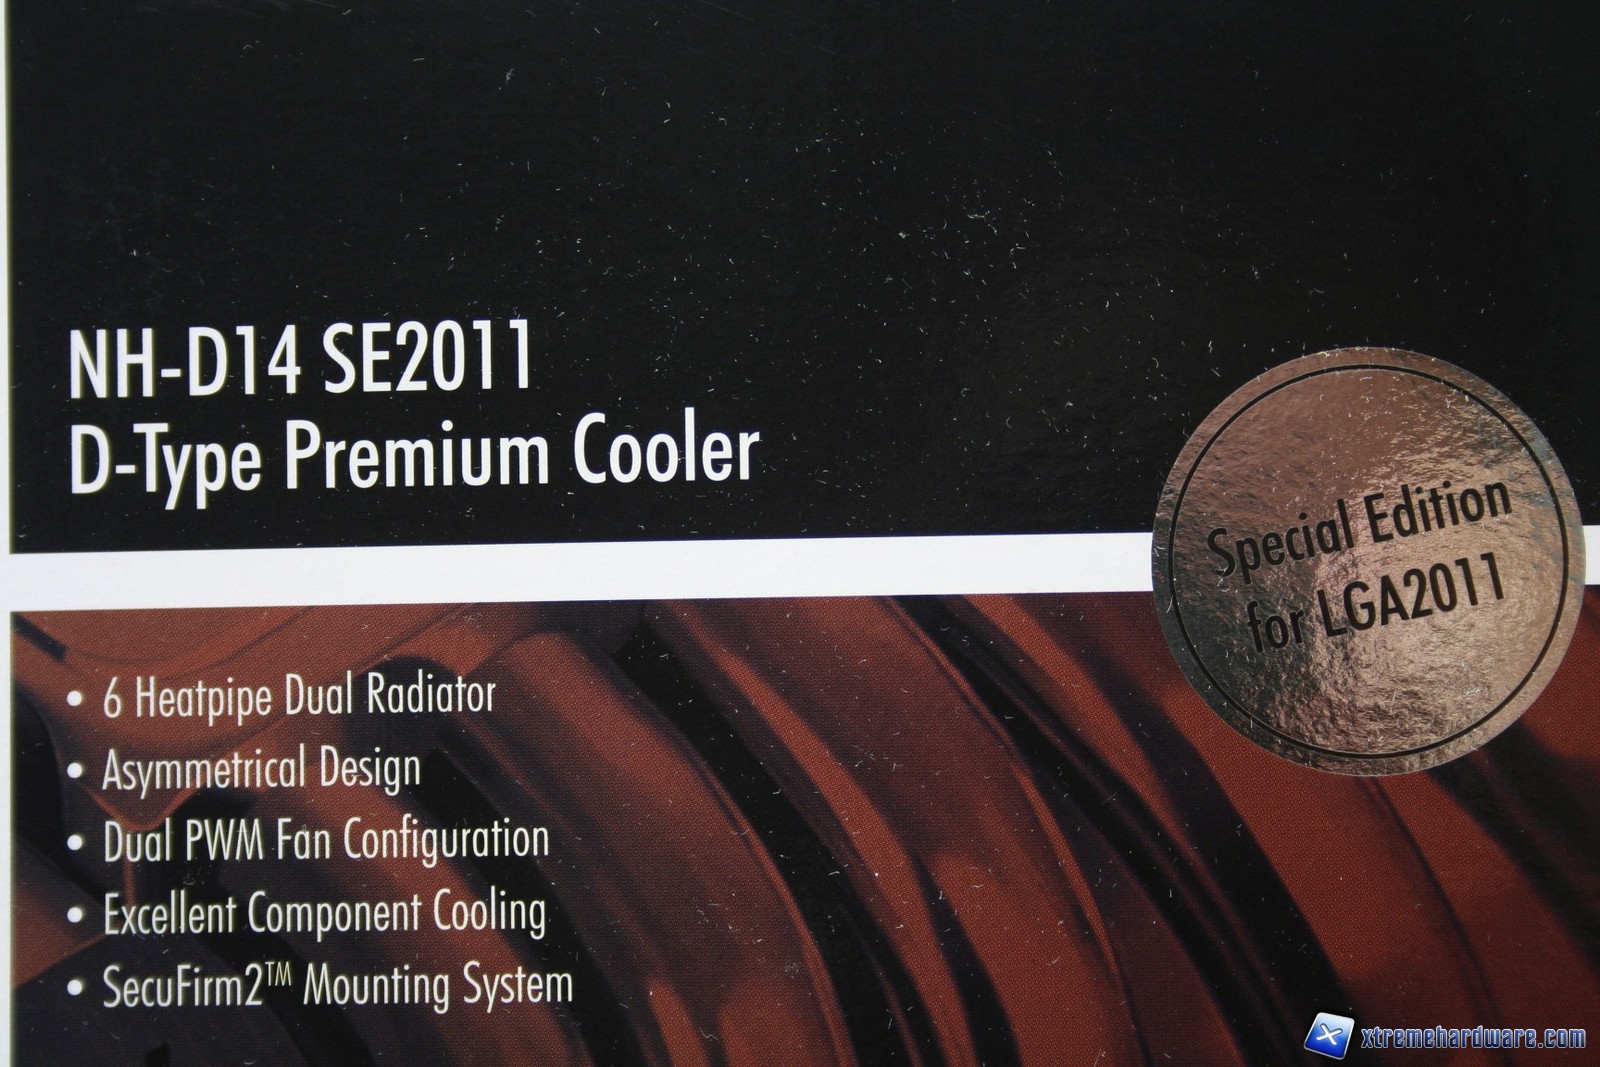 NH-D14 SE2011
D-Type Premium Cooler
Special Edition
for LGA2011
• 6 Heatpipe Dual Radiator
• Asymmetrical Design
• Dual PWM Fan Configuration
• Excellent Component Cooling
• SecuFirm2™ Mounting System
xtremehardware.com